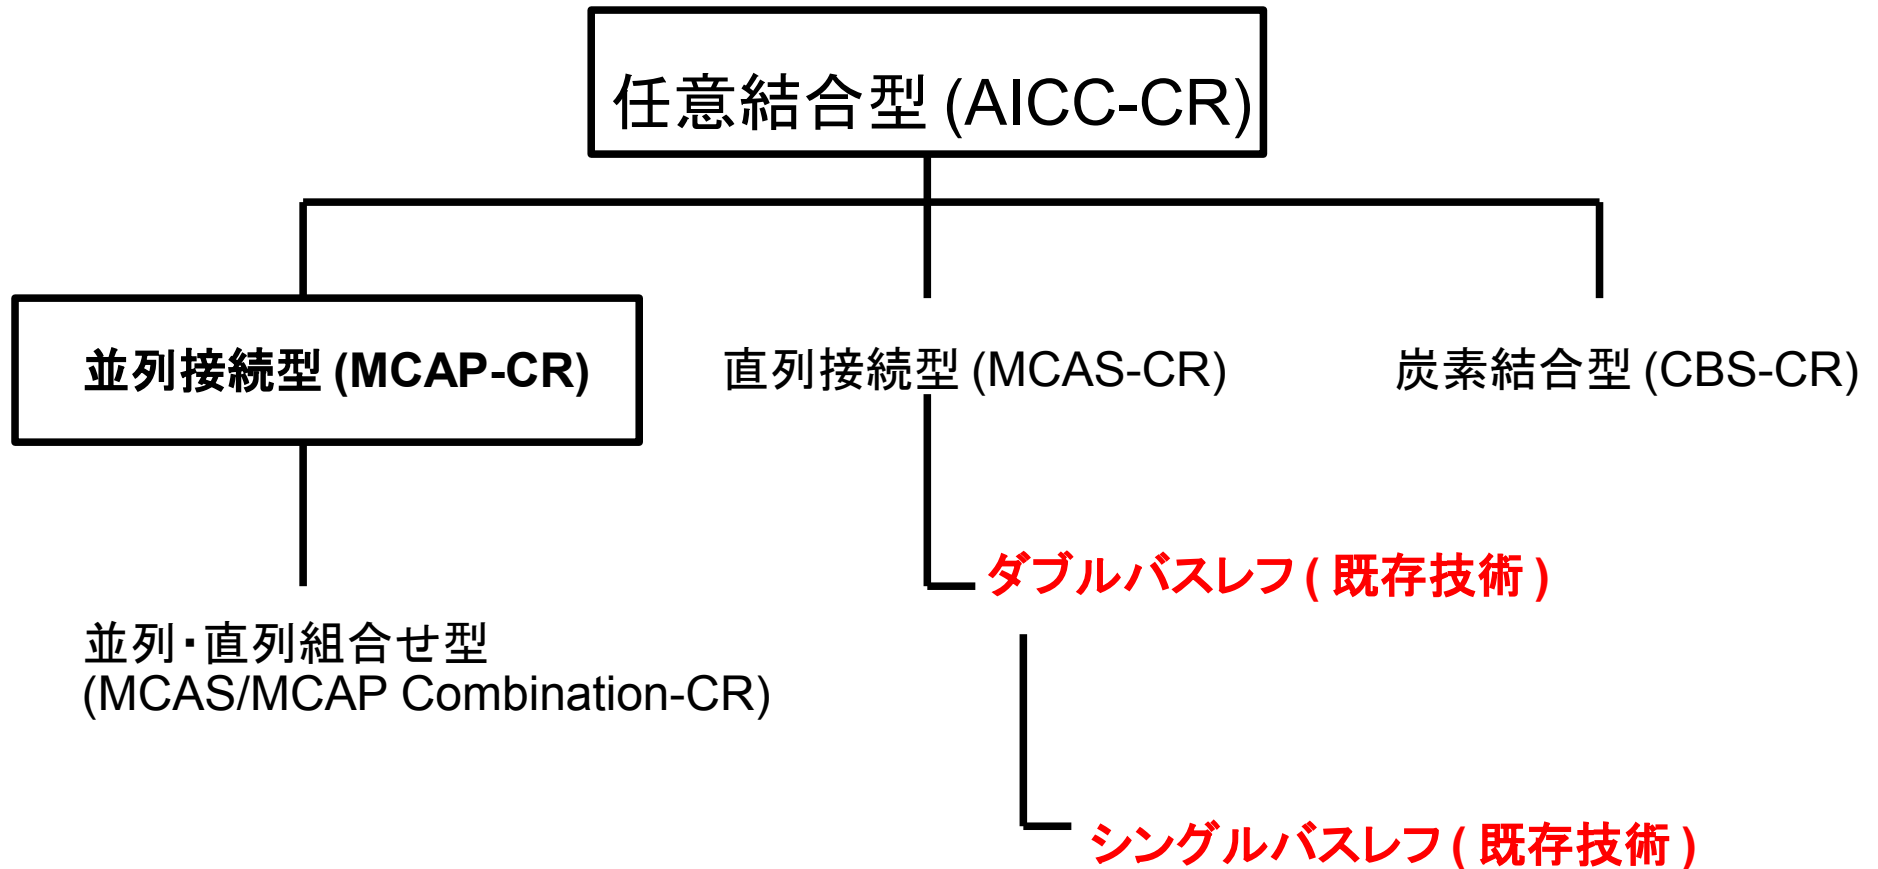 任意結合型 (AICC-CR)
並列接続型 (MCAP-CR)
直列接続型 (MCAS-CR)
炭素結合型 (CBS-CR)
ダブルバスレフ ( 既存技術 )
並列・直列組合せ型
(MCAS/MCAP Combination-CR)
シングルバスレフ ( 既存技術 )